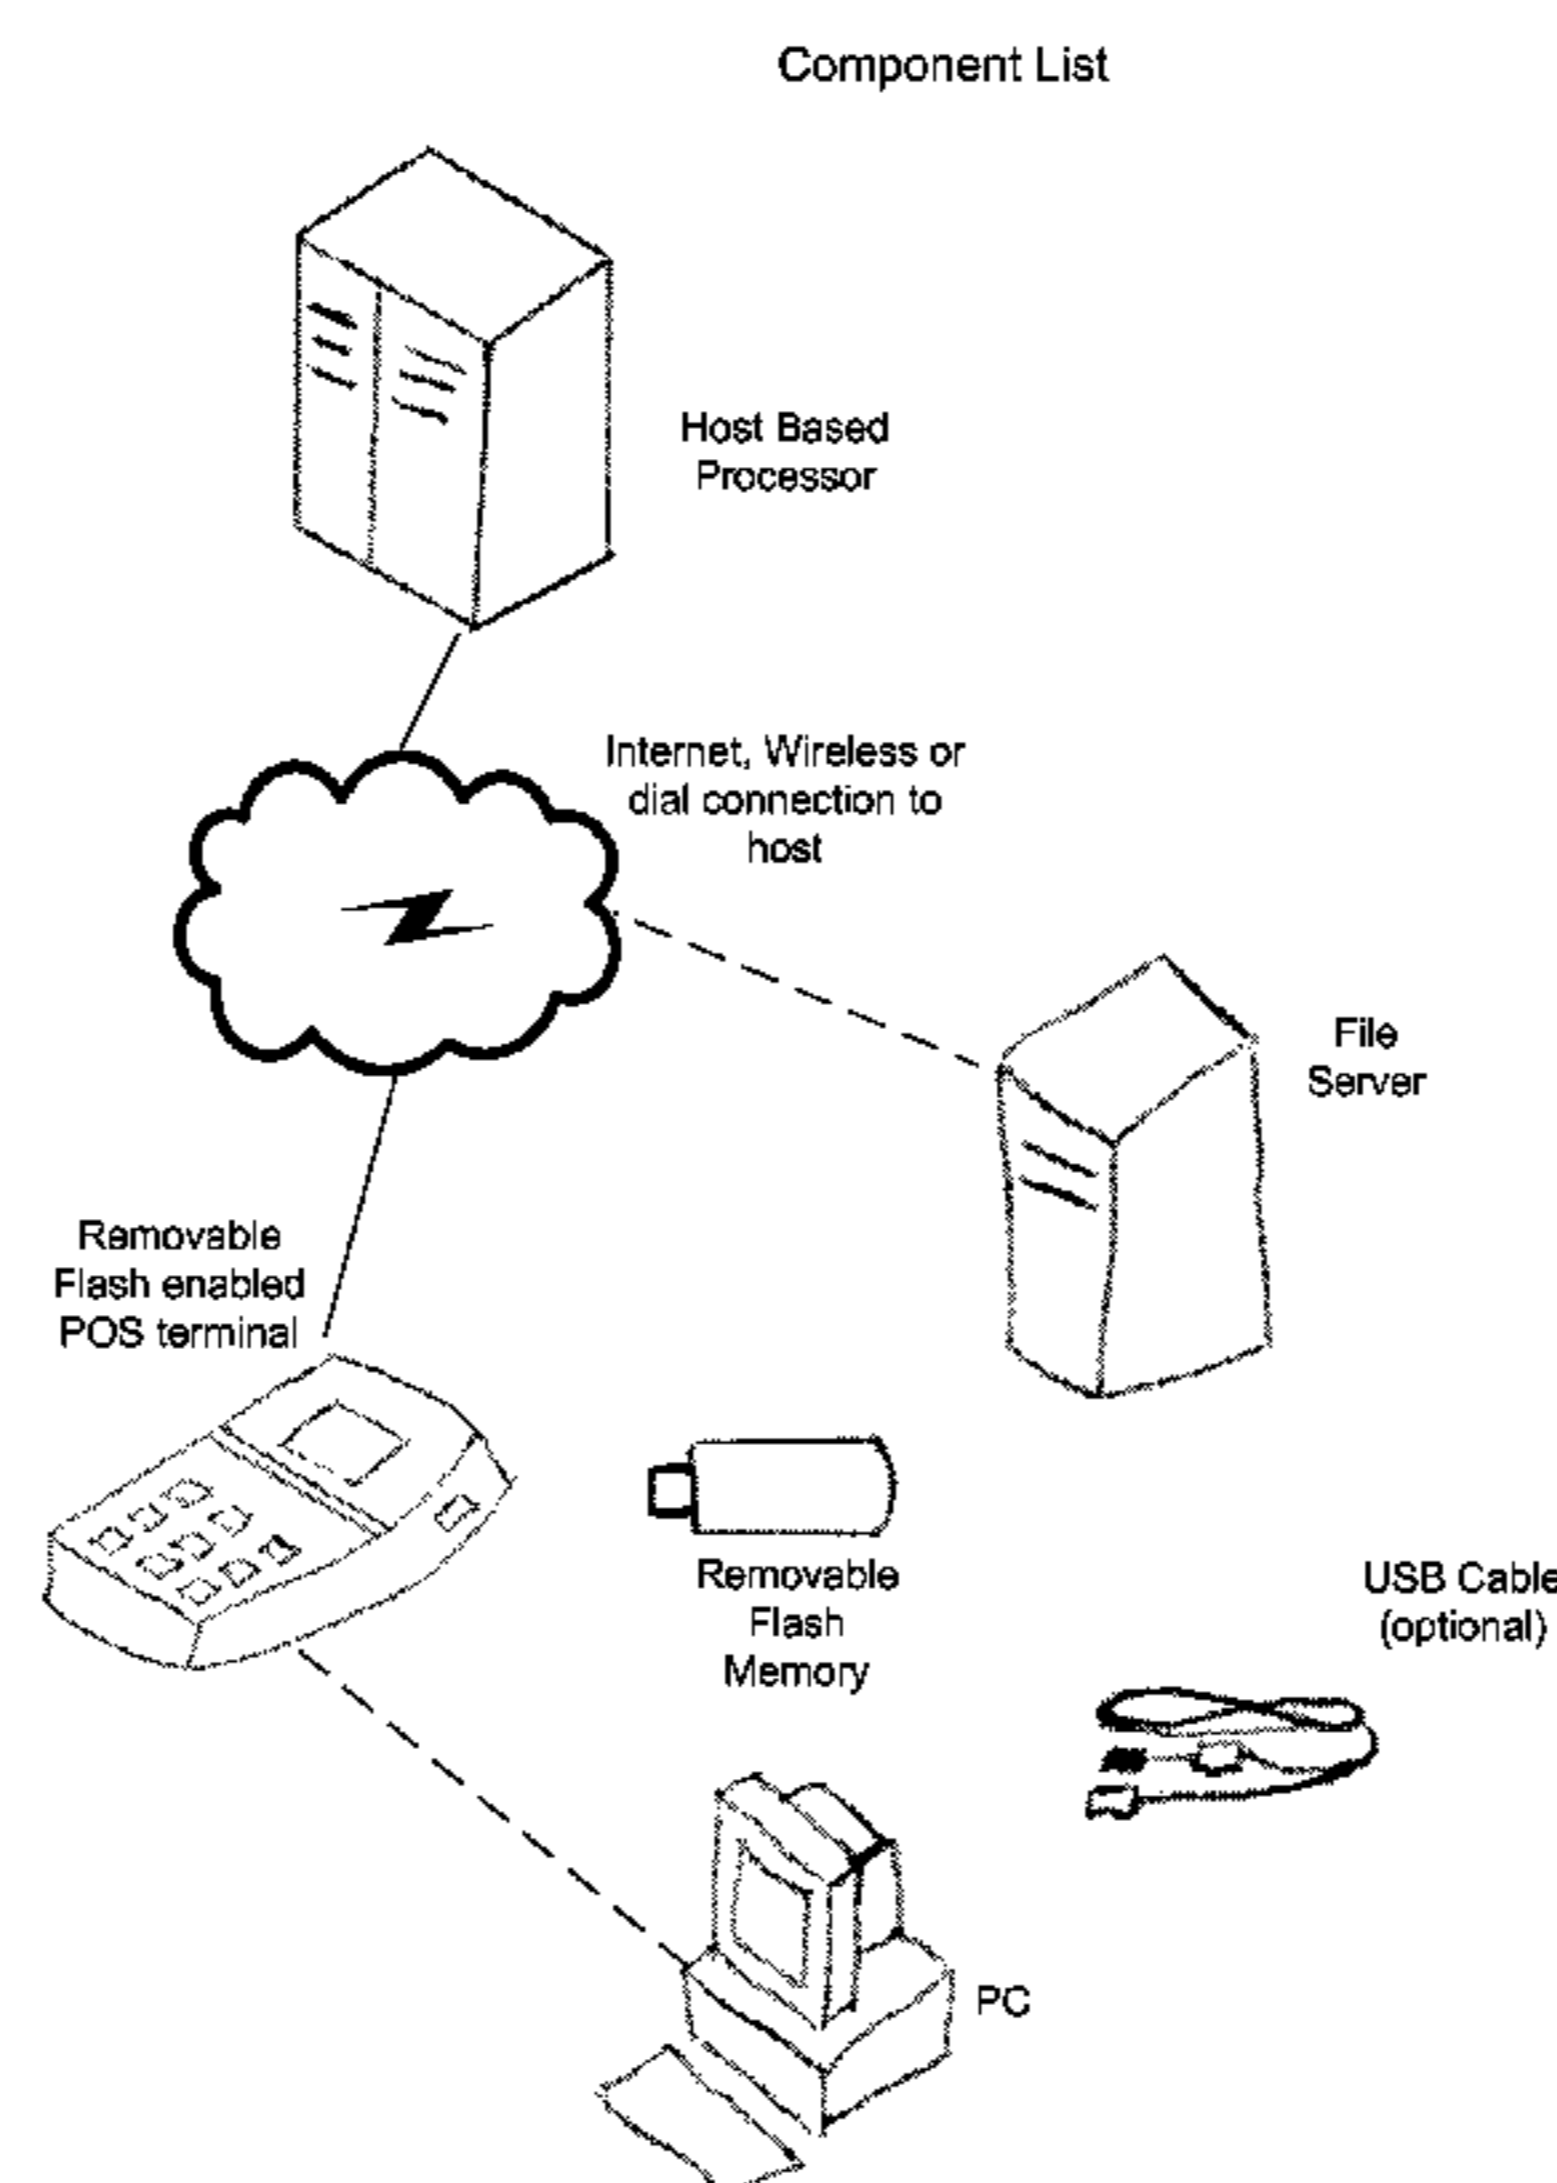 Component List
Host Based
Processor
Internet, Wireless or
dial connection to
host
File
Server
Removable
Flash enabled
POS terminal
Removable
Flash
Memory
USB Cable
(optional)
PC